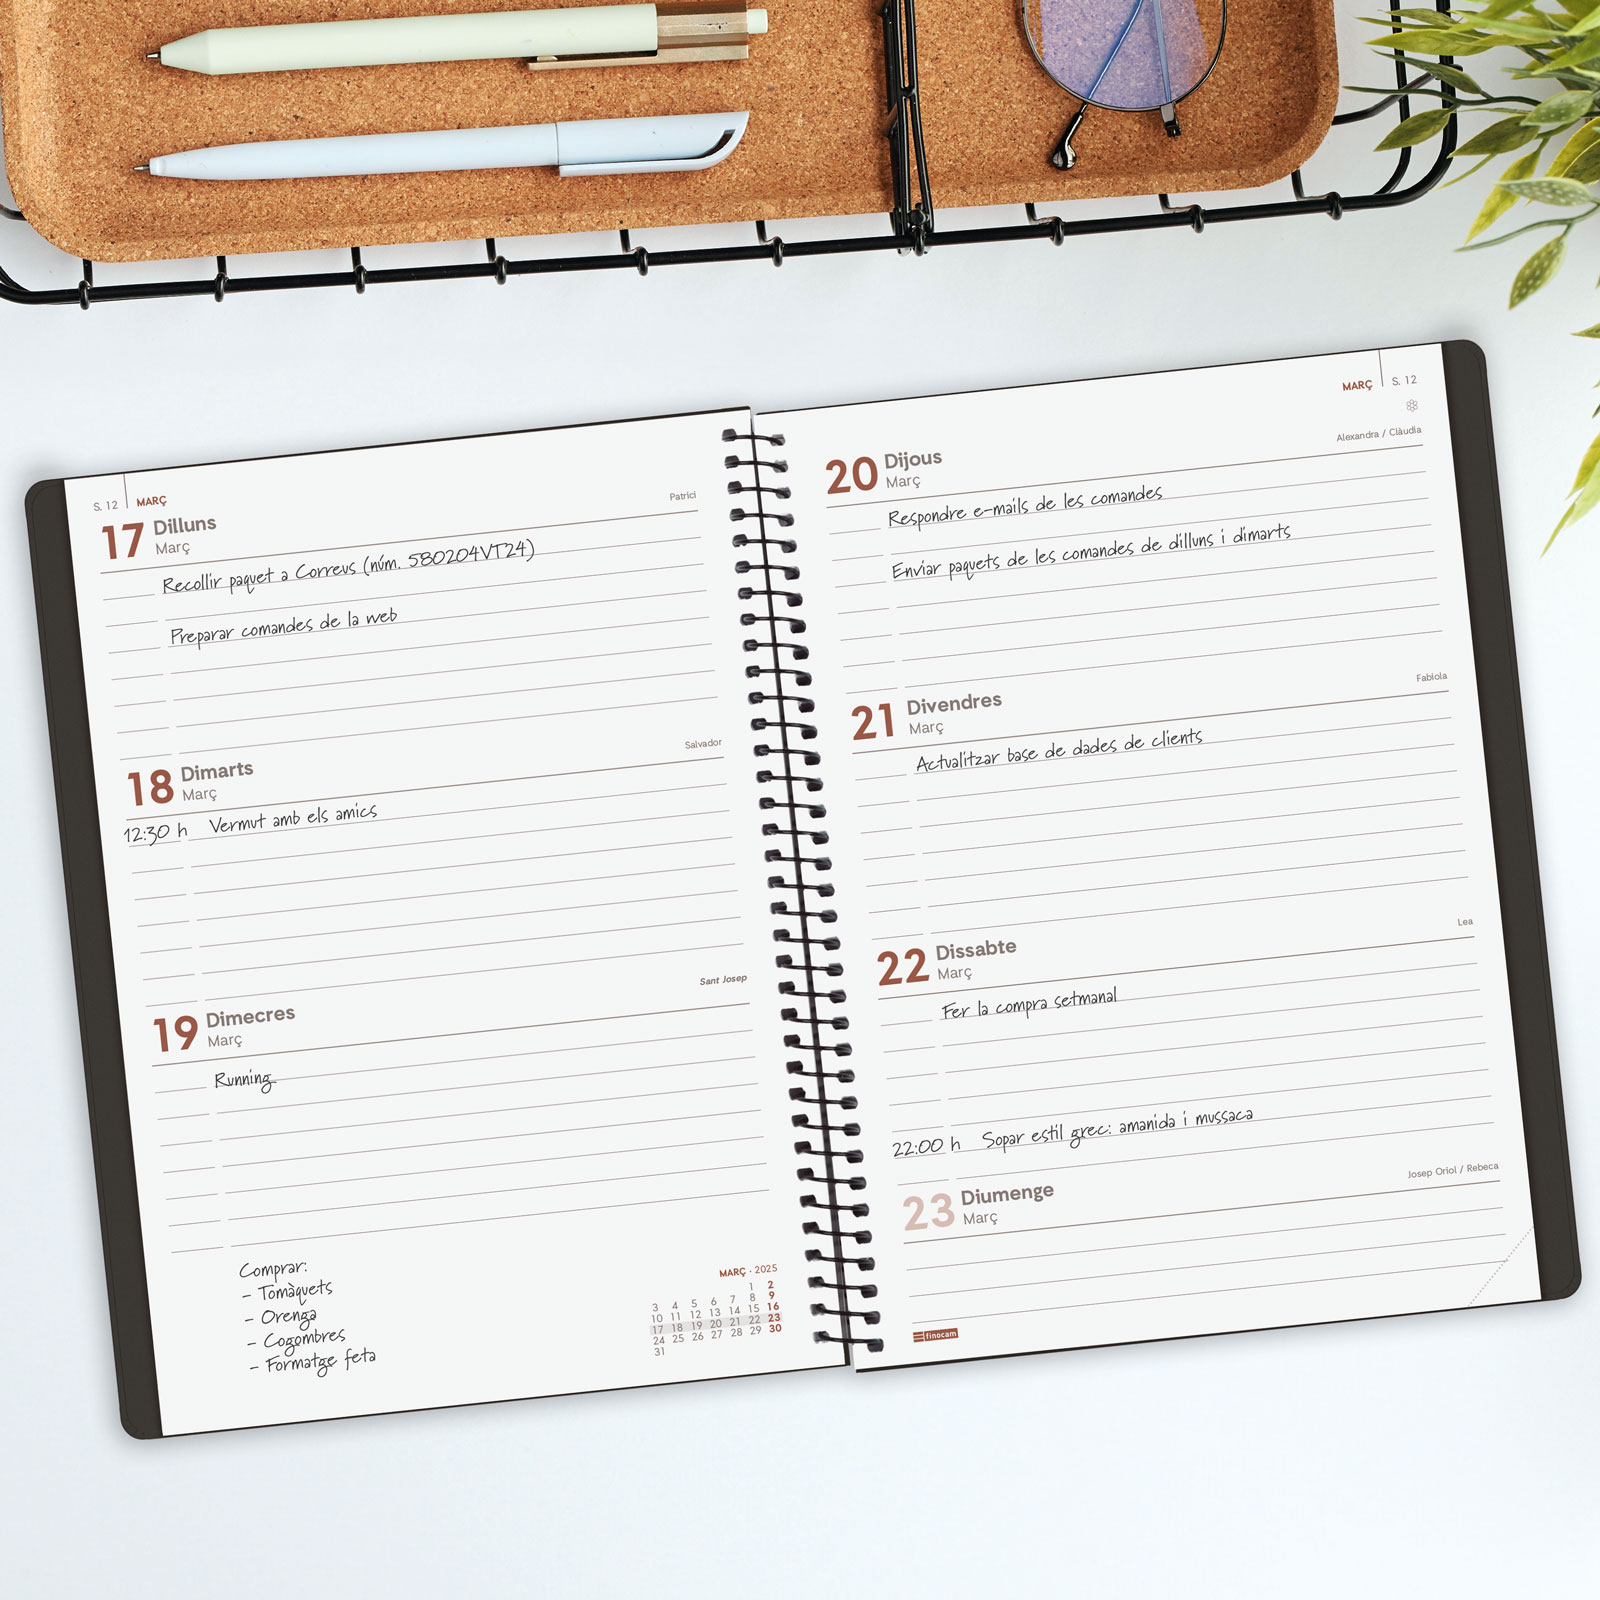 S. 12 MARÇ
Patrici
17 Dilluns
Març
Recollir paquet a Correus (núm. 580204VT24)
Preparar comandes de la web
Salvador
18 Dimarts
Març
12:30 h Vermut amb els amics
Sant Josep
19 Dimecres
Març
Running
Comprar:
- Tomàquets
- Orenga
- Cogombres
- Formatge feta
MARÇ · 2025
1 2
3 4 5 6 7 8 9
10 11 12 13 14 15 16
17 18 19 20 21 22 23
24 25 26 27 28 29 30
31
MARÇ S. 12
Alexandra / Clàudia
20 Dijous
Març
Respondre e-mails de les comandes
Enviar paquets de les comandes de dilluns i dimarts
Fabiola
21 Divendres
Març
Actualitzar base de dades de clients
Lea
22 Dissabte
Març
Fer la compra setmanal
22:00 h Sopar estil grec: amanida i mussaca
Josep Oriol / Rebeca
23 Diumenge
Març
finocam